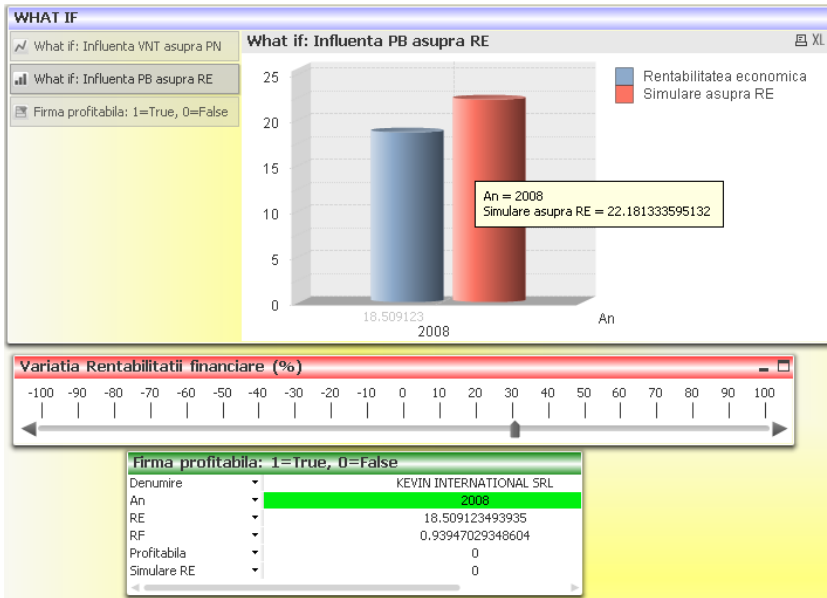 WHAT IF
What if: Influenta VNT asupra PN
What if: Influenta PB asupra RE
Firma profitabila: 1=True, 0=False
What if: Influenta PB asupra RE
XL
25
20
15
10
5
0
18.509123
2008
An
Rentabilitatea economica
Simulare asupra RE
An = 2008
Simulare asupra RE = 22.181333595132
Variatia Rentabilitatii financiare (%)
-100 -90 -80 -70 -60 -50 -40 -30 -20 -10 0 10 20 30 40 50 60 70 80 90 100
Firma profitabila: 1=True, 0=False
Denumire KEVIN INTERNATIONAL SRL
An 2008
RE 18.509123493935
RF 0.93947029348604
Profitabila 0
Simulare RE 0